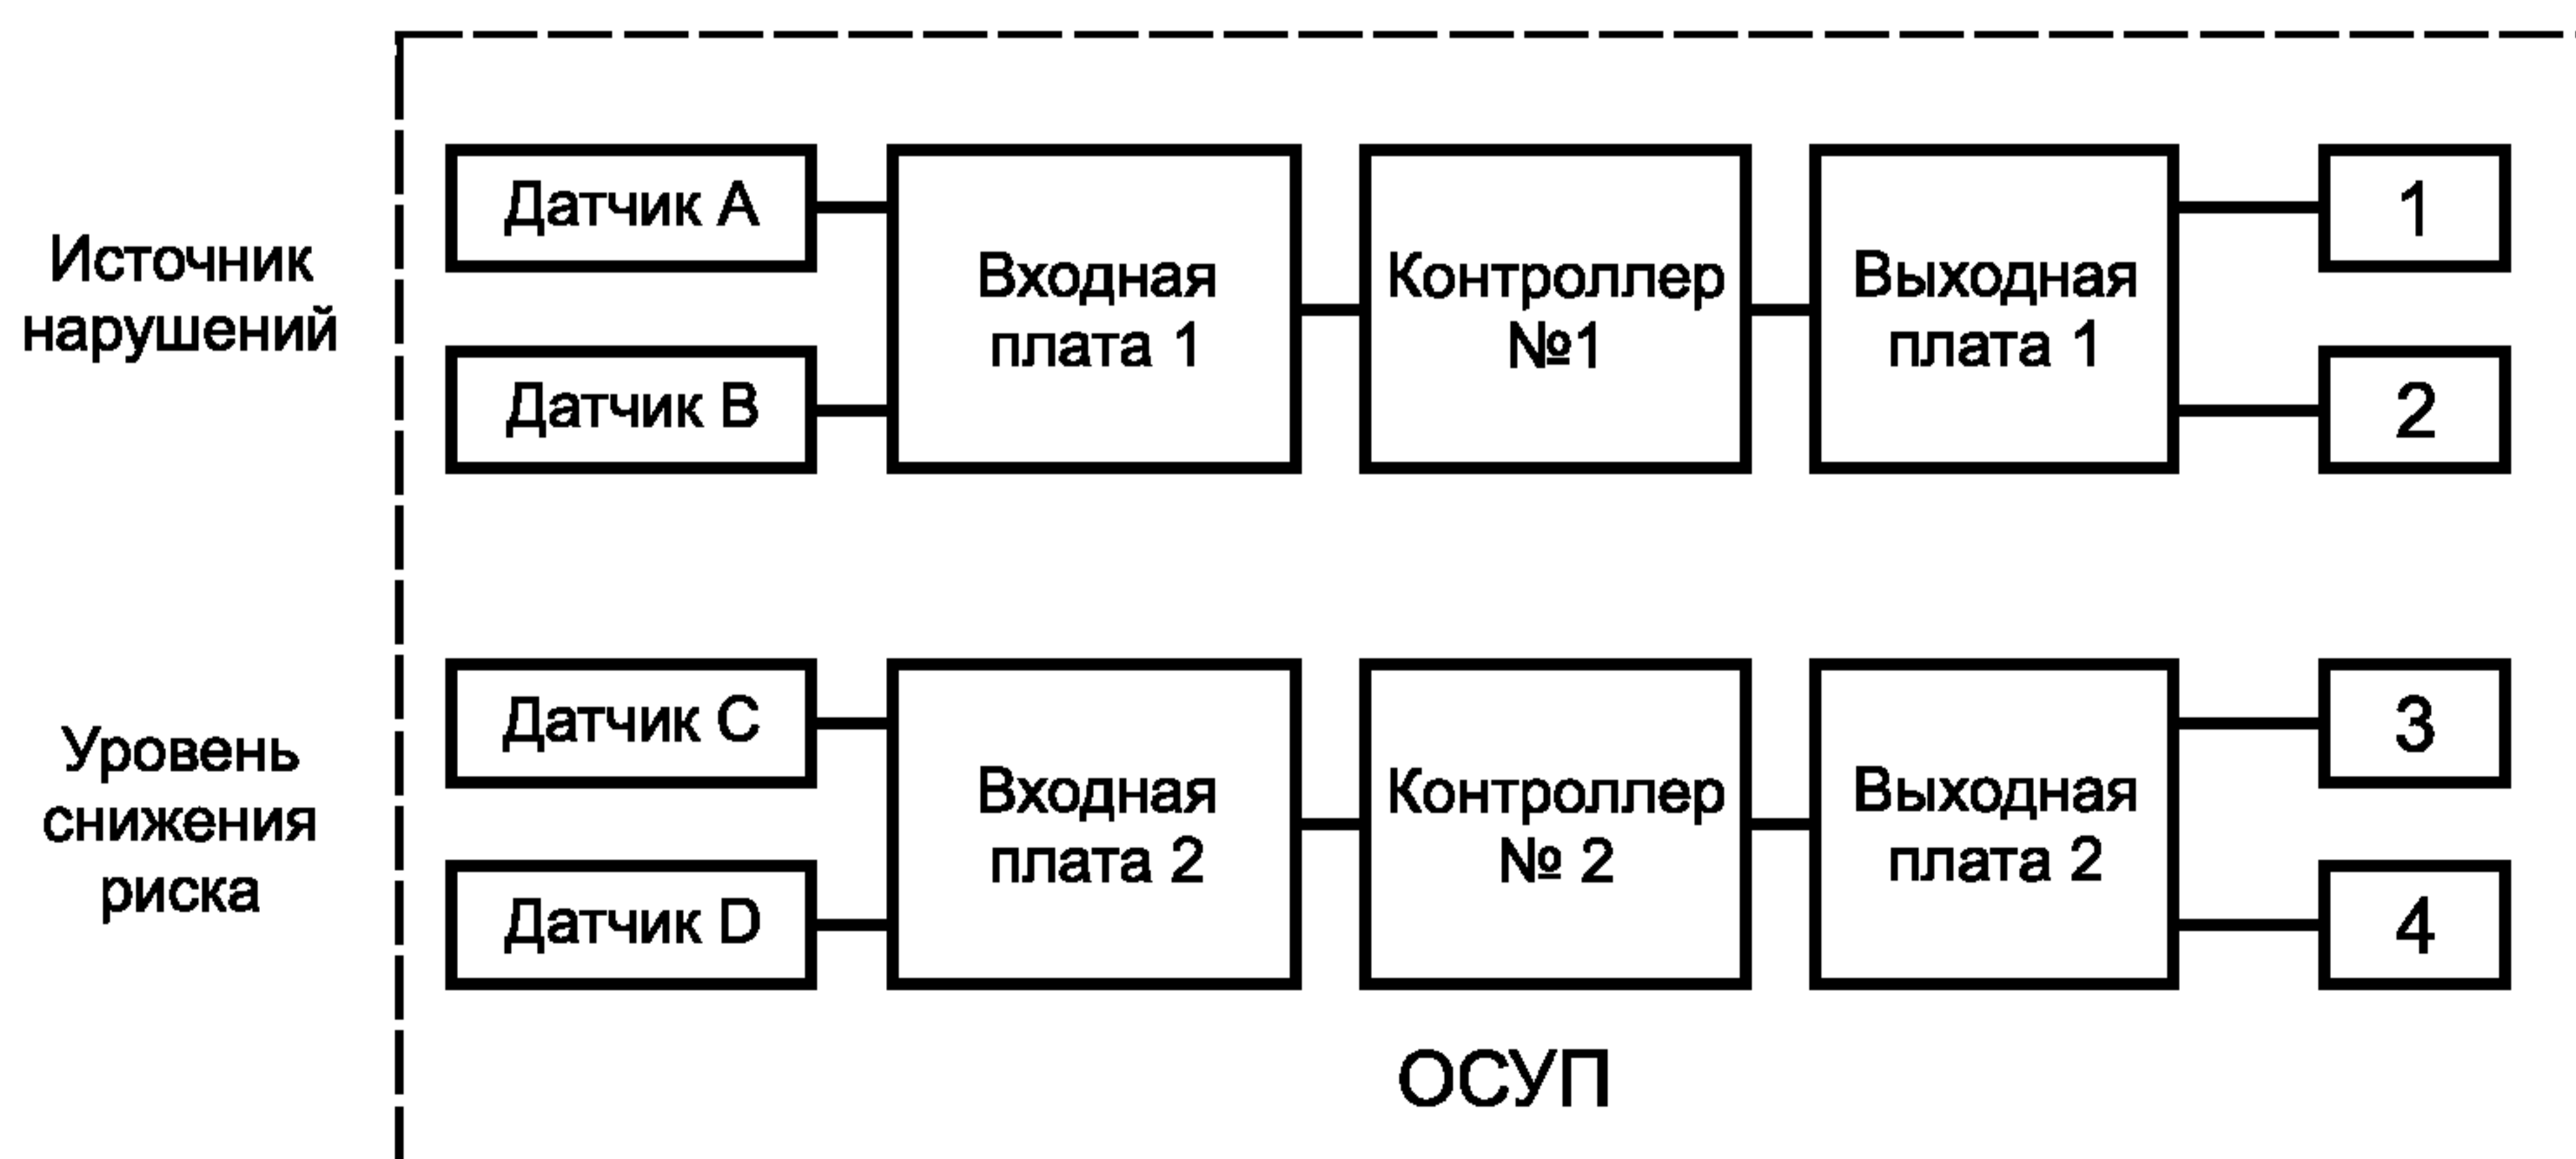 Источник
нарушений
Датчик А
Датчик В
Входная
плата 1
Контроллер
№1
Выходная
плата 1
1
2
Уровень
снижения
риска
Датчик С
Датчик D
Входная
плата 2
Контроллер
№ 2
Выходная
плата 2
3
4
ОСУП